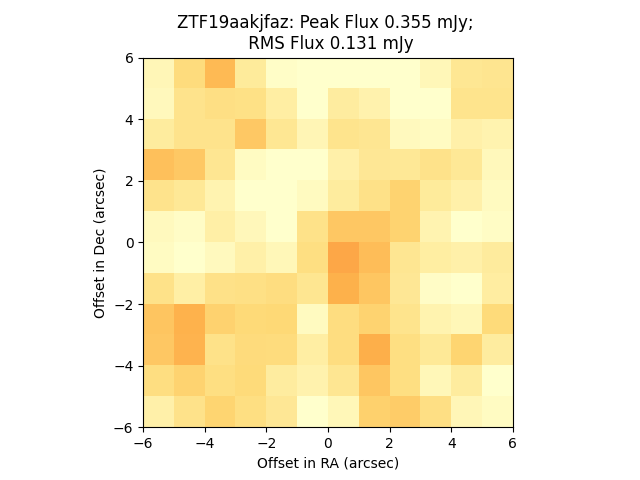 ZTF19aakjfaz: Peak Flux 0.355 mJy;
RMS Flux 0.131 mJy
6
4
2
0
−2
−4
−6
Offset in Dec (arcsec)
−6 −4 −2 0 2 4 6
Offset in RA (arcsec)